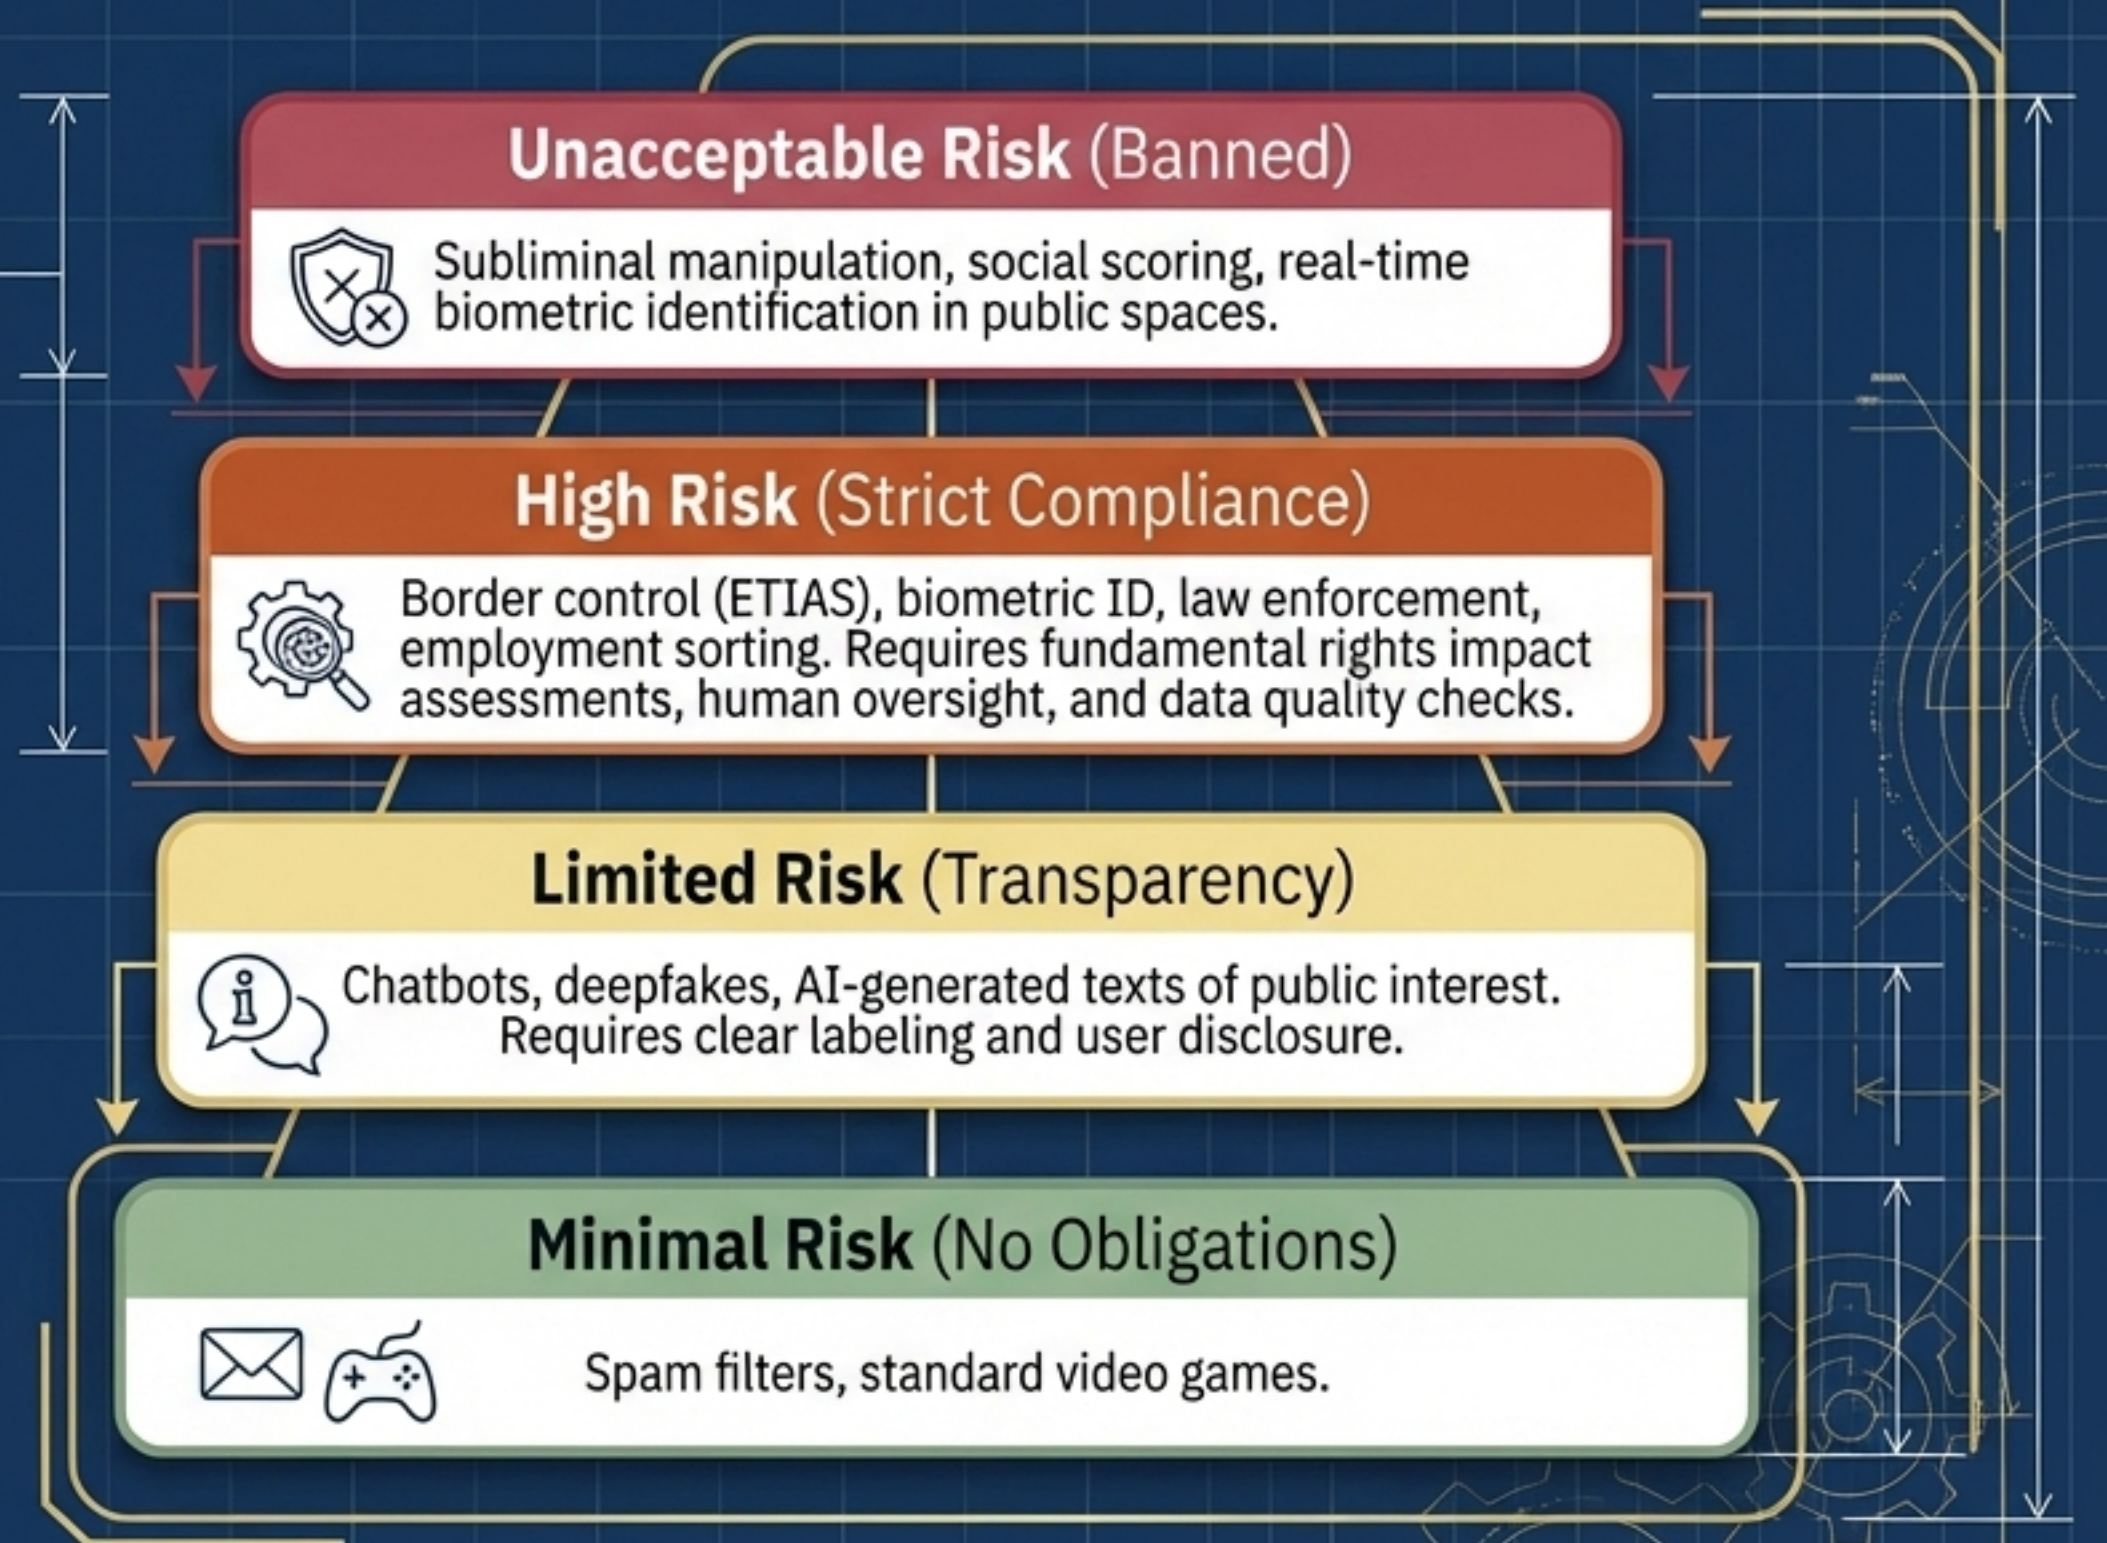 Unacceptable Risk (Banned)
Subliminal manipulation, social scoring, real-time
biometric identification in public spaces.
High Risk (Strict Compliance)
Border control (ETIAS), biometric ID, law enforcement,
employment sorting. Requires fundamental rights impact
assessments, human oversight, and data quality checks.
Limited Risk (Transparency)
Chatbots, deepfakes, AI-generated texts of public interest.
Requires clear labeling and user disclosure.
Minimal Risk (No Obligations)
Spam filters, standard video games.